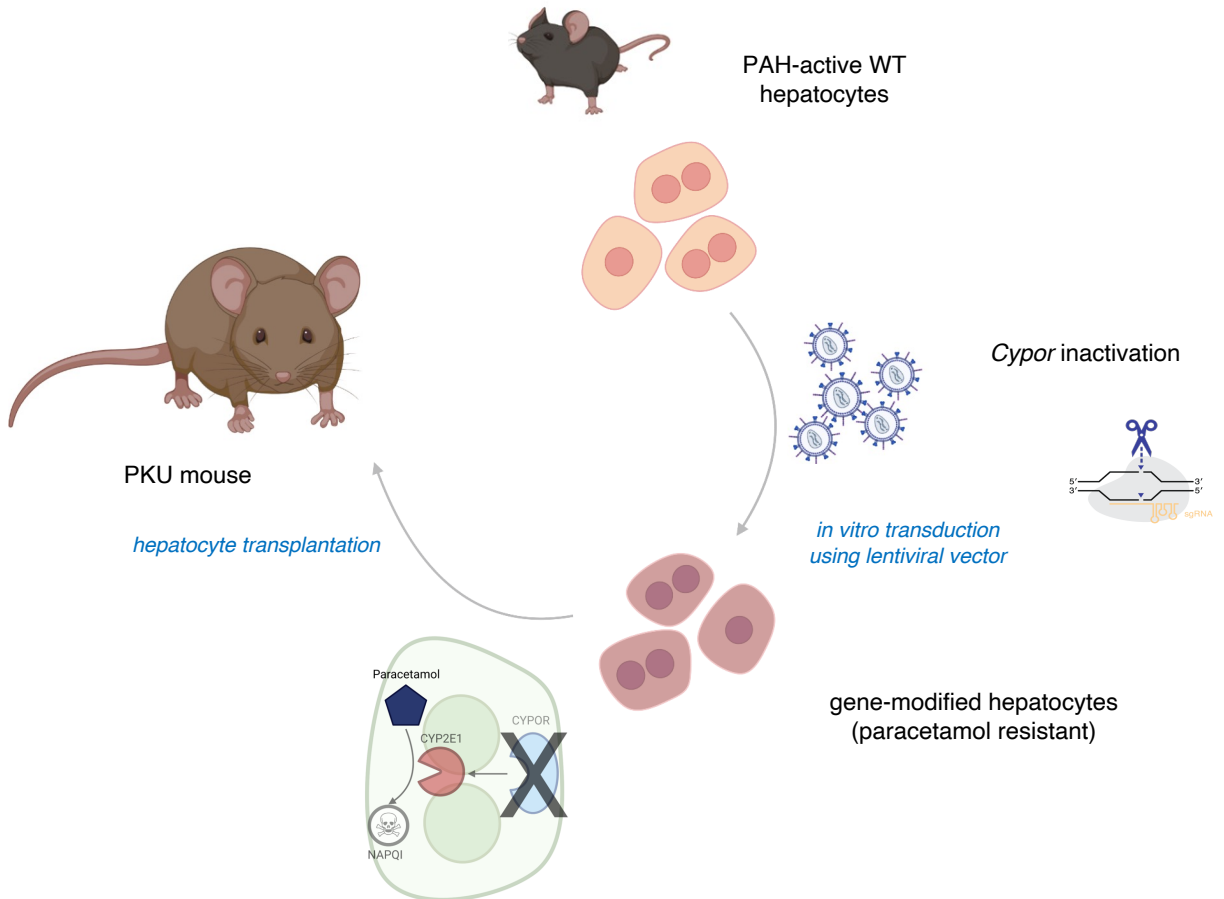 PAH-active WT
hepatocytes
Cypor inactivation
5′
3′
3′
5′
sgRNA
in vitro transduction
using lentiviral vector
PKU mouse
hepatocyte transplantation
gene-modified hepatocytes
(paracetamol resistant)
Paracetamol
CYPOR
CYP2E1
NAPQI